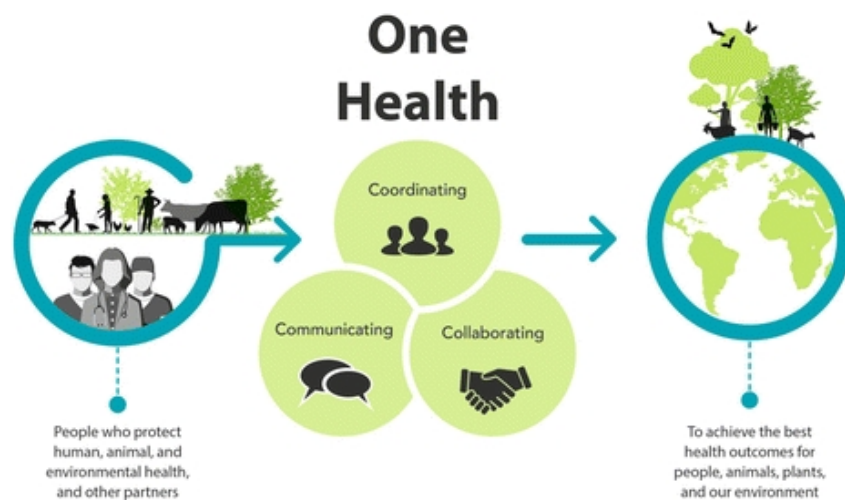 One
Health
Coordinating
Communicating
Collaborating
People who protect
human, animal, and
environmental health,
and other partners
To achieve the best
health outcomes for
people, animals, plants,
and our environment